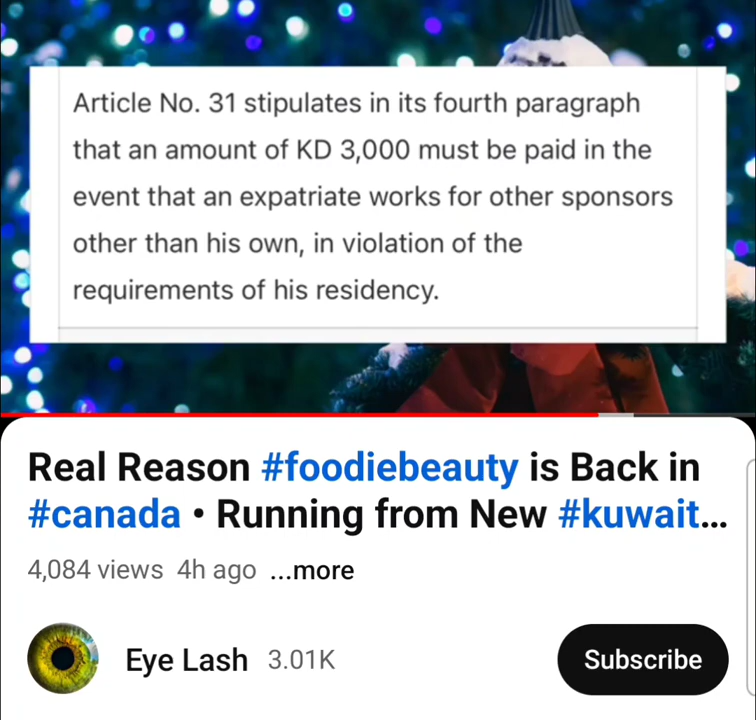 Article No. 31 stipulates in its fourth paragraph
that an amount of KD 3,000 must be paid in the
event that an expatriate works for other sponsors
other than his own, in violation of the
requirements of his residency.
Real Reason #foodiebeauty is Back in
#canada • Running from New #kuwait...
4,084 views 4h ago ...more
Eye Lash 3.01K
Subscribe